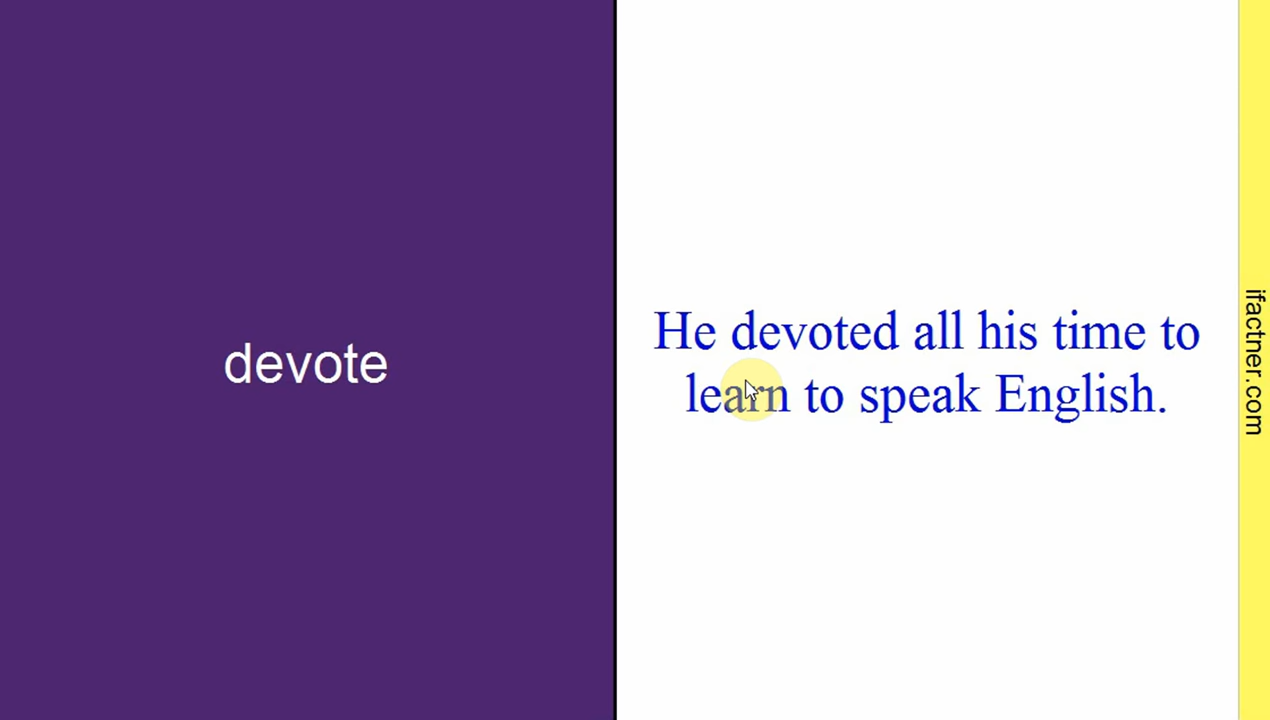 devote
He devoted all his time to
learn to speak English.
ifactner.com